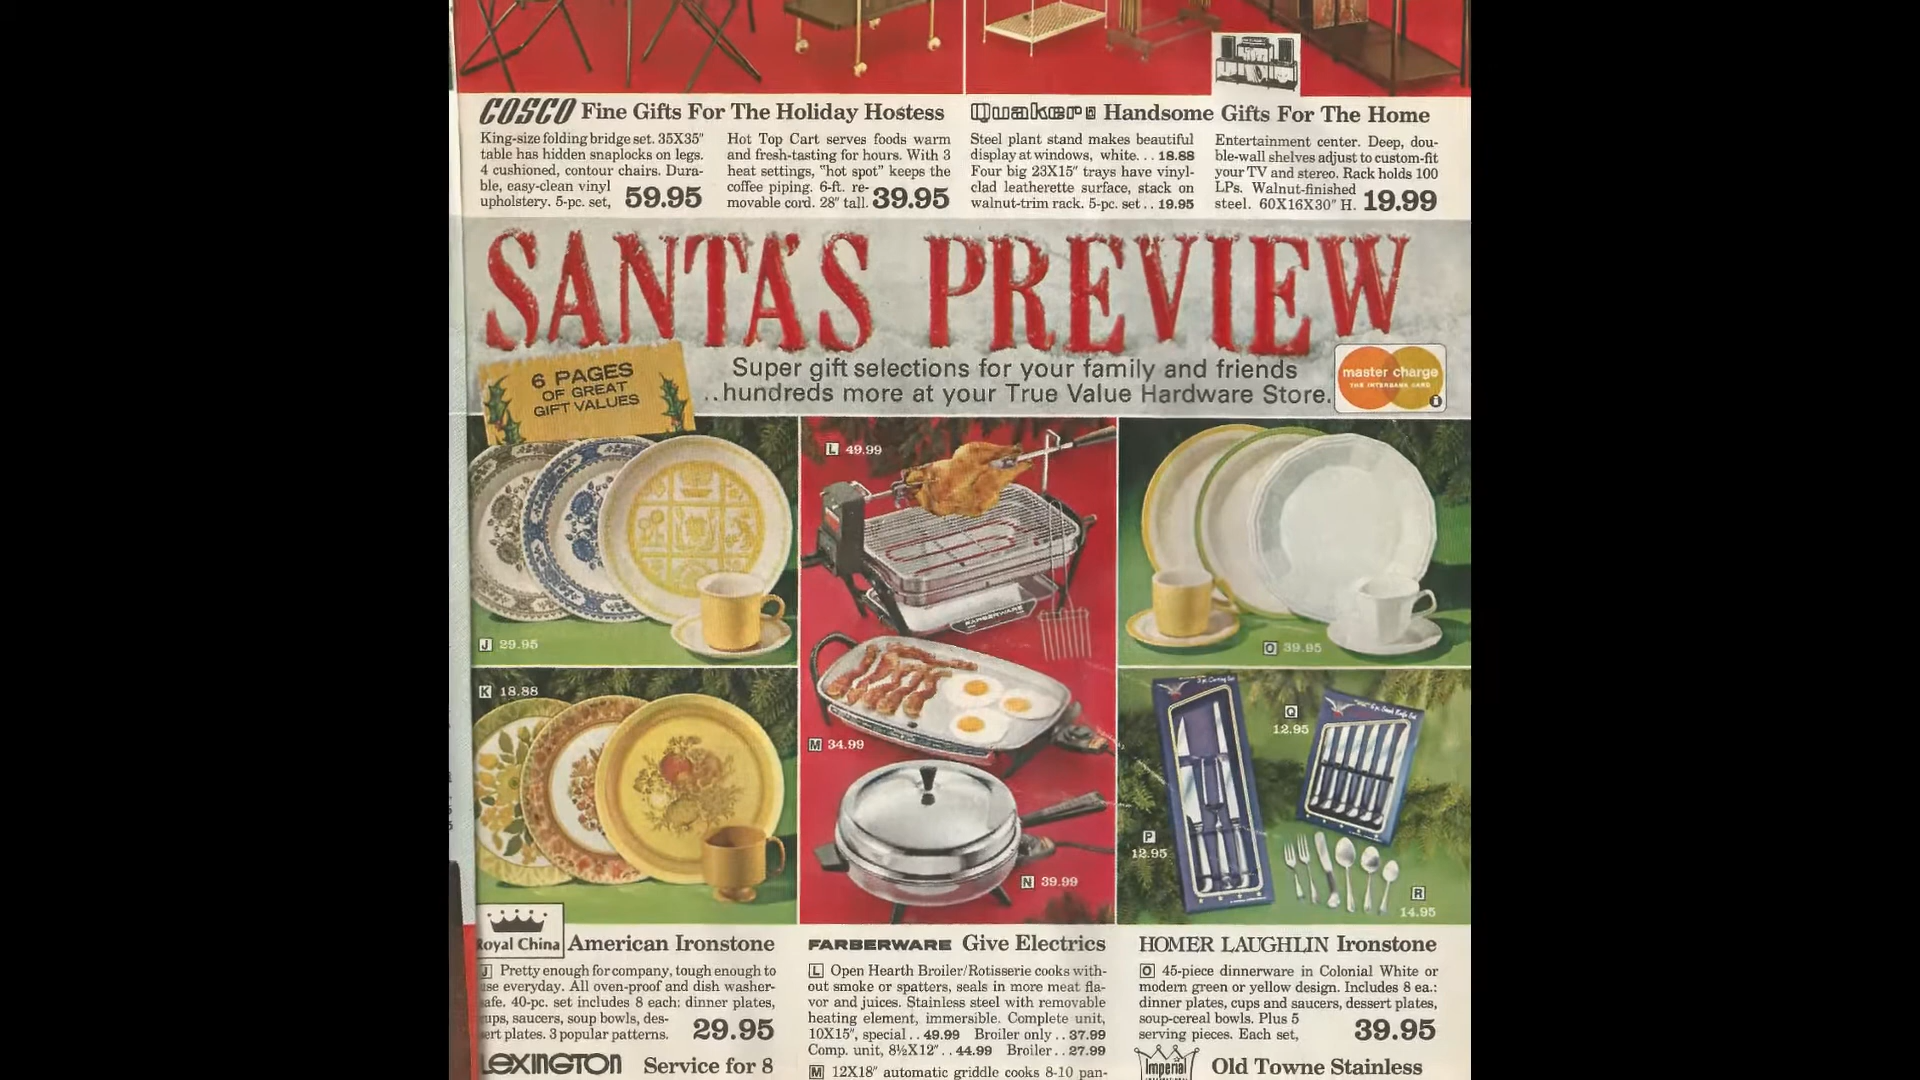 COSCO Fine Gifts For The Holiday Hostess
King-size folding bridge set. 35X35″
table has hidden snaplocks on legs.
4 cushioned, contour chairs. Dura-
ble, easy-clean vinyl
upholstery. 5-pc. set, 59.95
Hot Top Cart serves foods warm
and fresh-tasting for hours. With 3
heat settings, "hot spot" keeps the
coffee piping. 6-ft. re-
movable cord. 28″ tall. 39.95
Quakers Handsome Gifts For The Home
Steel plant stand makes beautiful
display at windows, white. . . 18.88
Four big 23X15″ trays have vinyl-
clad leatherette surface, stack on
walnut-trim rack. 5-pc. set . . 19.95
Entertainment center. Deep, dou-
ble-wall shelves adjust to custom-fit
your TV and stereo. Rack holds 100
LPs. Walnut-finished
steel. 60X16X30″ H. 19.99
SANTA'S PREVIEW
6 PAGES
OF GREAT
GIFT VALUES
Super gift selections for your family and friends
..hundreds more at your True Value Hardware Store.
master charge
THE INTERBANK CARD
i
J 29.95
K 18.88
L 49.99
FARBERWARE
M 34.99
N 39.99
O 39.95
Q
12.95
P
12.95
R
14.95
Royal China American Ironstone
J Pretty enough for company, tough enough to
use everyday. All oven-proof and dish washer-
safe. 40-pc. set includes 8 each: dinner plates,
cups, saucers, soup bowls, des-
sert plates. 3 popular patterns. 29.95
LEXINGTON Service for 8
FARBERWARE Give Electrics
L Open Hearth Broiler/Rotisserie cooks with-
out smoke or spatters, seals in more meat fla-
vor and juices. Stainless steel with removable
heating element, immersible. Complete unit,
10X15″, special . . 49.99 Broiler only . . 37.99
Comp. unit, 8½X12″ . . 44.99 Broiler . . 27.99
M 12X18″ automatic griddle cooks 8-10 pan-
HOMER LAUGHLIN Ironstone
O 45-piece dinnerware in Colonial White or
modern green or yellow design. Includes 8 ea.:
dinner plates, cups and saucers, dessert plates,
soup-cereal bowls. Plus 5
serving pieces. Each set, 39.95
Imperial Old Towne Stainless